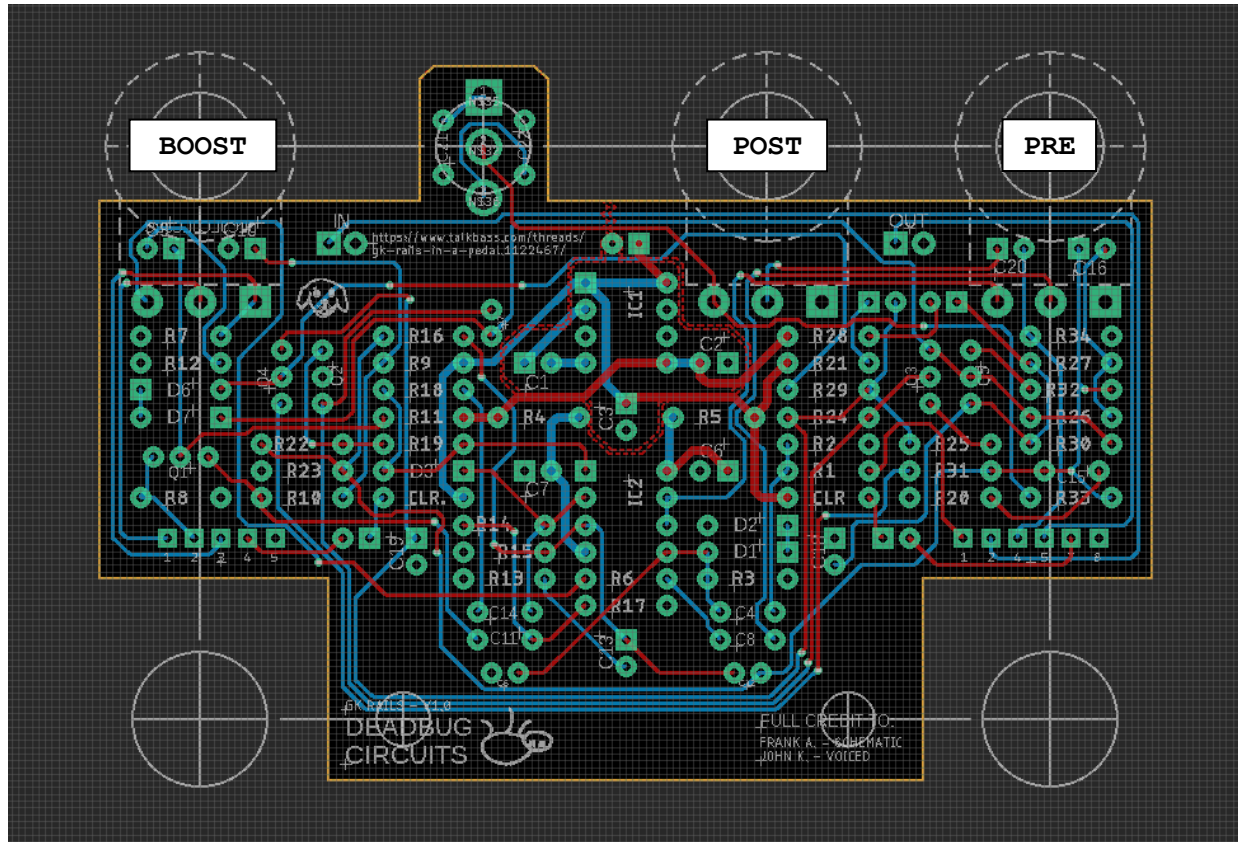 BOOST
POST
PRE
IN
OUT
https://www.talkbass.com/threads/
gk-rails-in-a-pedal.1122467/
C20
C16
IC1
R7
R16
R28
R34
R12
R9
C2
R21
R27
D6
R18
C1
R29
R32
D7
R11
R4
C3
R5
R24
R26
R22
R19
R2
R25
R30
Q1
R23
D3
C7
IC2
C6
R1
R31
C15
R8
R10
CLR.
CLR
R20
R33
R14
D2
R15
D1
1 2 3 4 5
R13
R6
R3
R17
C14
C4
C11
C13
C8
GK RAILS - V1.0
DEADBUG
CIRCUITS
FULL CREDIT TO:
FRANK A. - SCHEMATIC
JOHN K. - VOICED